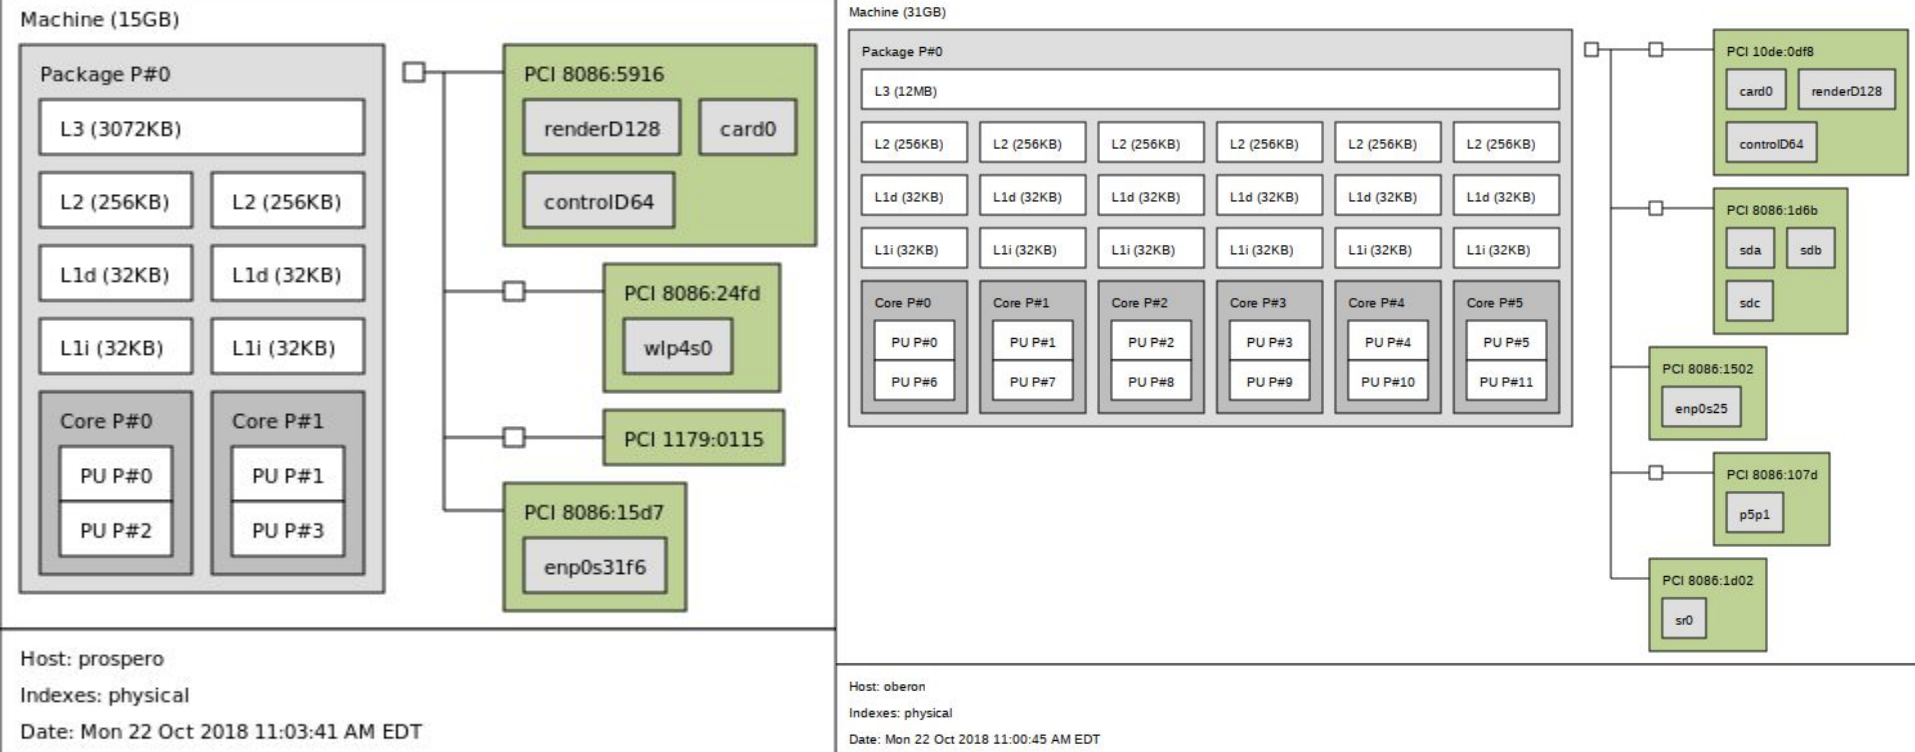 Machine (15GB)
Package P#0
L3 (3072KB)
L2 (256KB) L2 (256KB)
L1d (32KB) L1d (32KB)
L1i (32KB) L1i (32KB)
Core P#0 Core P#1
PU P#0 PU P#1
PU P#2 PU P#3
PCI 8086:5916
renderD128 card0
controlD64
PCI 8086:24fd
wlp4s0
PCI 1179:0115
PCI 8086:15d7
enp0s31f6
Host: prospero
Indexes: physical
Date: Mon 22 Oct 2018 11:03:41 AM EDT
Machine (31GB)
Package P#0
L3 (12MB)
L2 (256KB) L2 (256KB) L2 (256KB) L2 (256KB) L2 (256KB) L2 (256KB)
L1d (32KB) L1d (32KB) L1d (32KB) L1d (32KB) L1d (32KB) L1d (32KB)
L1i (32KB) L1i (32KB) L1i (32KB) L1i (32KB) L1i (32KB) L1i (32KB)
Core P#0 Core P#1 Core P#2 Core P#3 Core P#4 Core P#5
PU P#0 PU P#1 PU P#2 PU P#3 PU P#4 PU P#5
PU P#6 PU P#7 PU P#8 PU P#9 PU P#10 PU P#11
PCI 10de:0df8
card0 renderD128
controlD64
PCI 8086:1d6b
sda sdb
sdc
PCI 8086:1502
enp0s25
PCI 8086:107d
p5p1
PCI 8086:1d02
sr0
Host: oberon
Indexes: physical
Date: Mon 22 Oct 2018 11:00:45 AM EDT